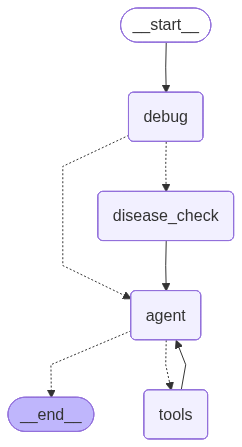 __start__
debug
disease_check
agent
__end__
tools